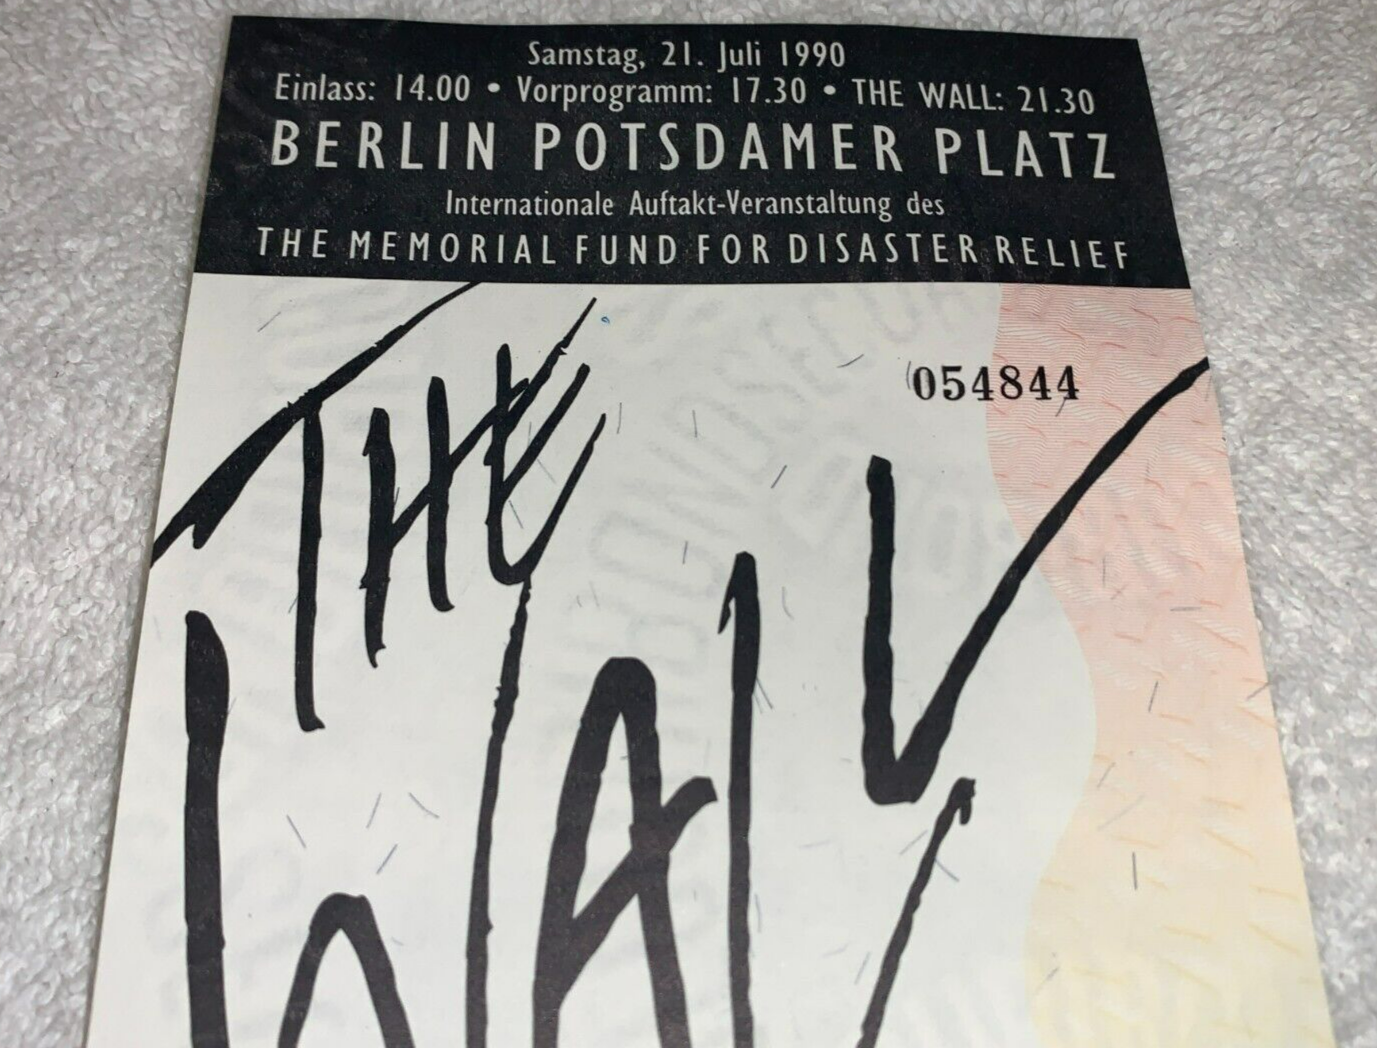 Samstag, 21. Juli 1990
Einlass: 14.00 • Vorprogramm: 17.30 • THE WALL: 21.30
BERLIN POTSDAMER PLATZ
Internationale Auftakt-Veranstaltung des
THE MEMORIAL FUND FOR DISASTER RELIEF
054844
THE
WALL